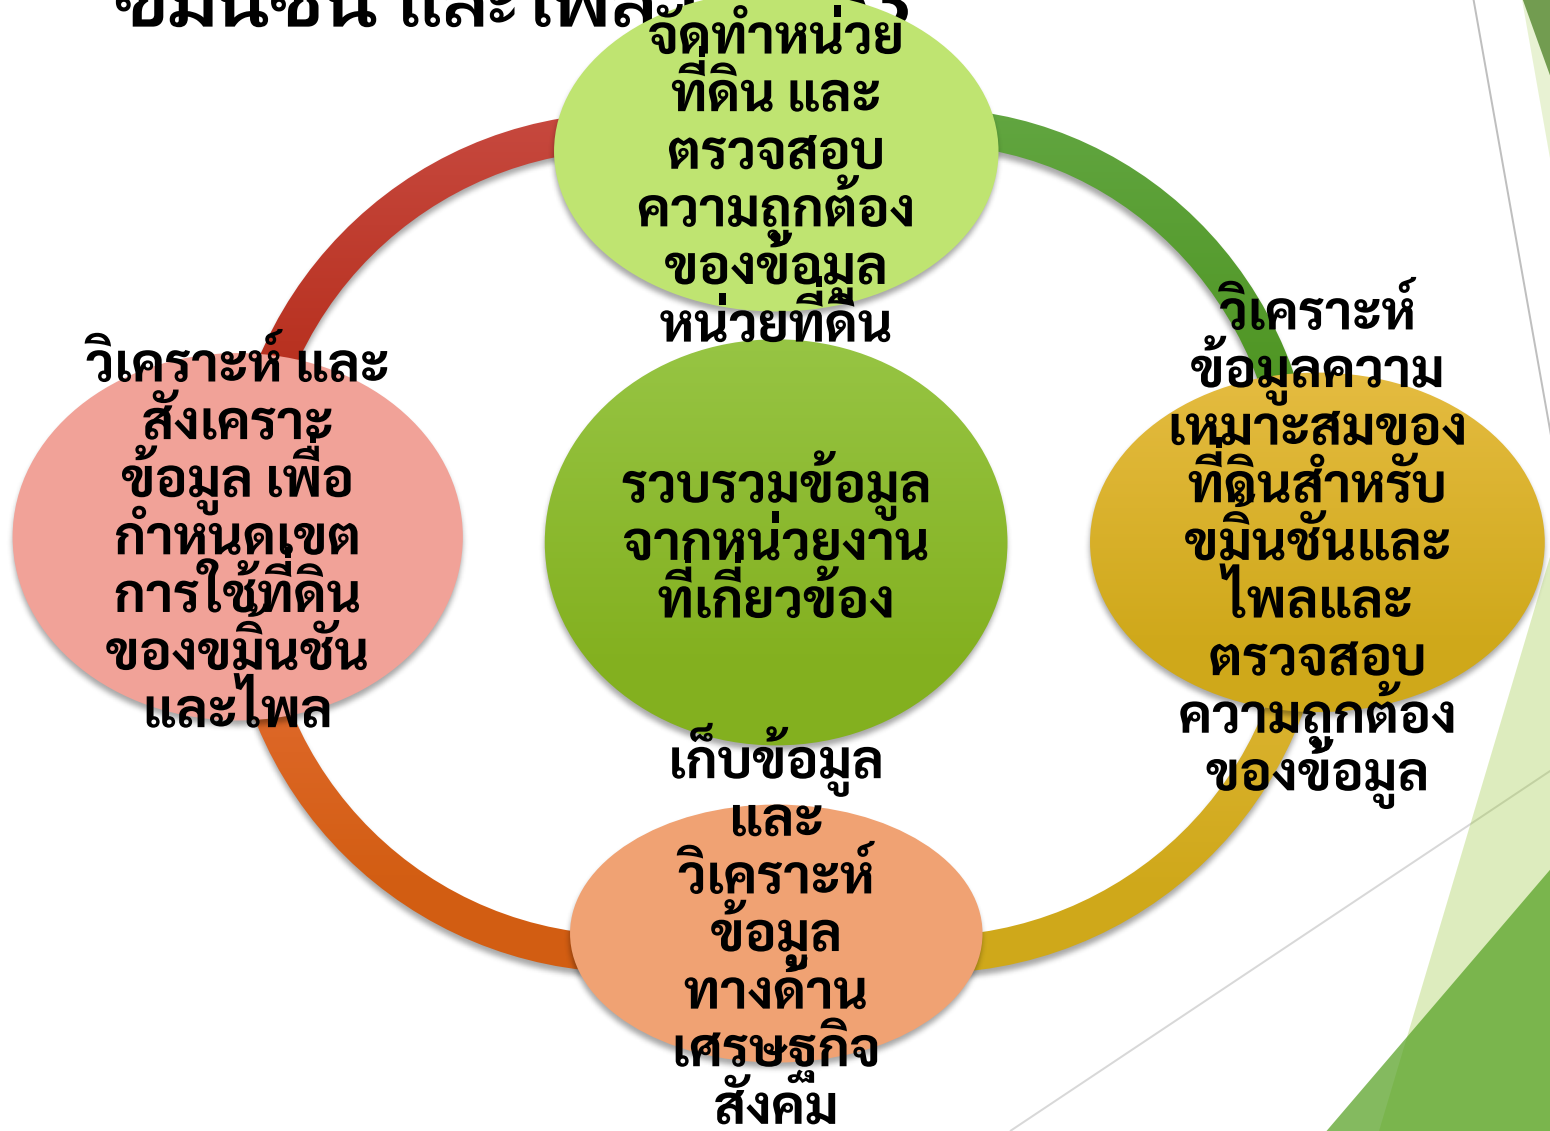 ขมิ้นชัน และไพล
จัดทำหน่วย
ที่ดิน และ
ตรวจสอบ
ความถูกต้อง
ของข้อมูล
หน่วยที่ดิน
วิเคราะห์
ข้อมูลความ
เหมาะสมของ
ที่ดินสำหรับ
ขมิ้นชันและ
ไพลและ
ตรวจสอบ
ความถูกต้อง
ของข้อมูล
เก็บข้อมูล
และ
วิเคราะห์
ข้อมูล
ทางด้าน
เศรษฐกิจ
สังคม
วิเคราะห์ และ
สังเคราะ
ข้อมูล เพื่อ
กำหนดเขต
การใช้ที่ดิน
ของขมิ้นชัน
และไพล
รวบรวมข้อมูล
จากหน่วยงาน
ที่เกี่ยวข้อง